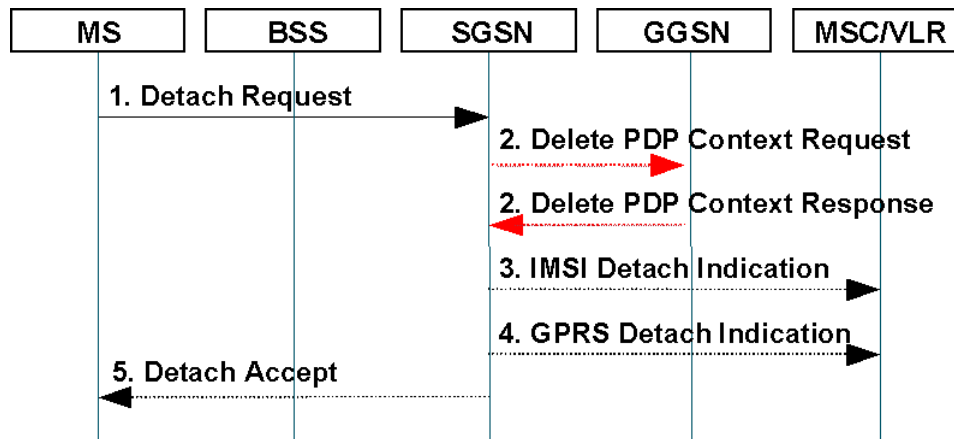 MS BSS SGSN GGSN MSC/VLR
1. Detach Request
2. Delete PDP Context Request
2. Delete PDP Context Response
3. IMSI Detach Indication
4. GPRS Detach Indication
5. Detach Accept